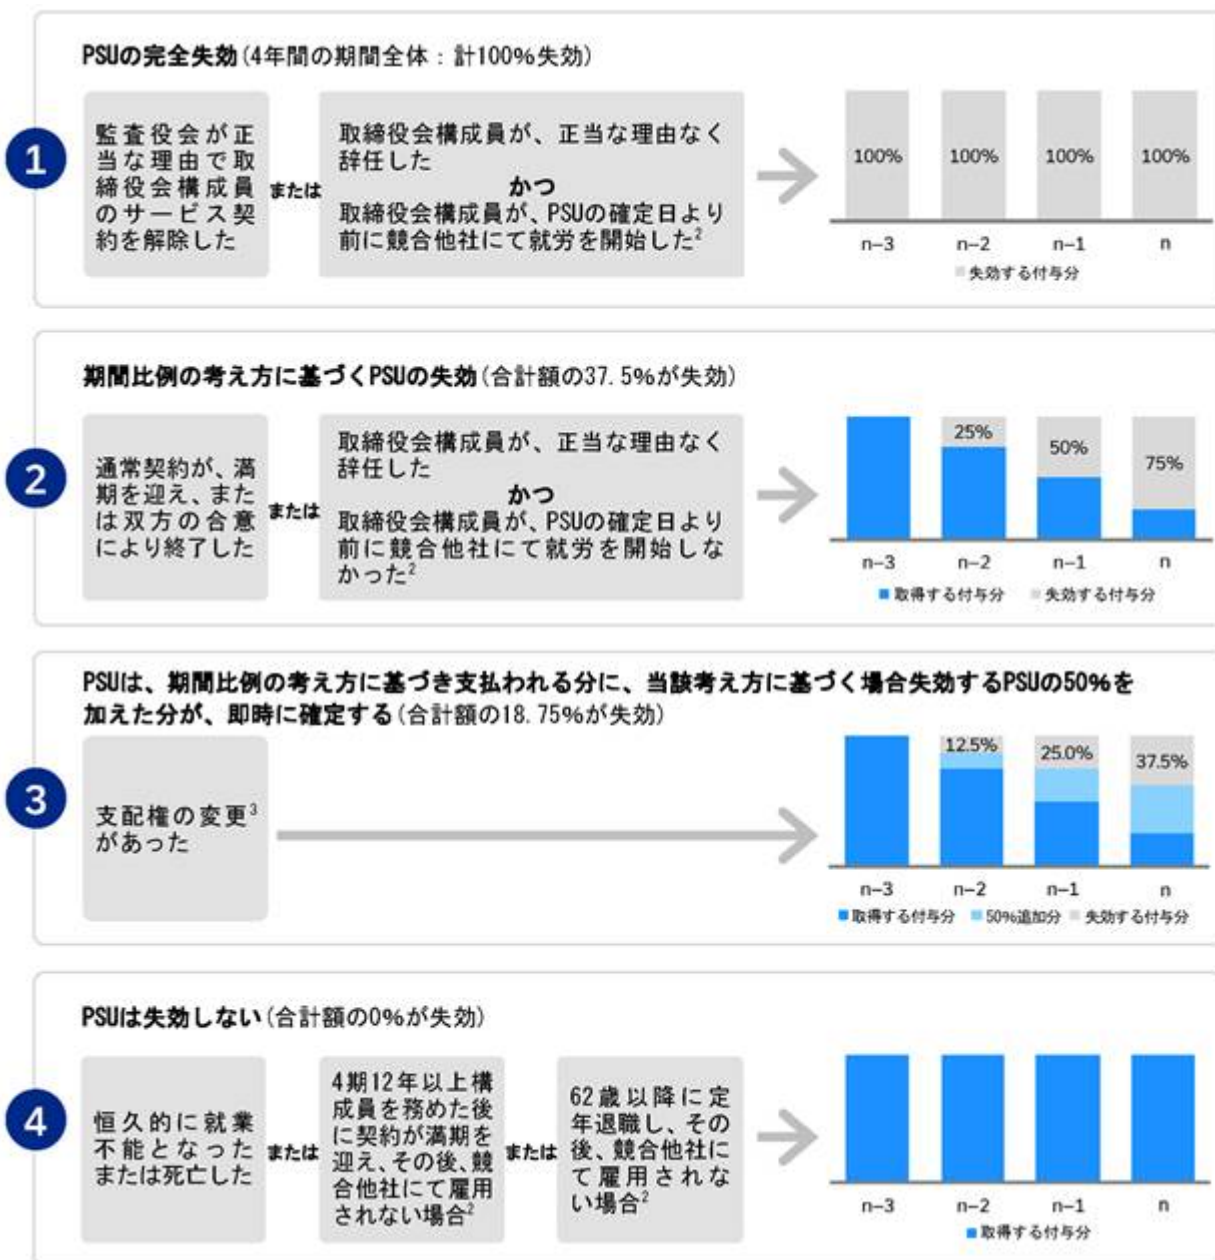 PSUの完全失効(4年間の期間全体：計100%失効)
1
監査役会が正
当な理由で取
締役会構成員
のサービス契
約を解除した
または
取締役会構成員が、正当な理由なく
辞任した
かつ
取締役会構成員が、PSUの確定日より
前に競合他社にて就労を開始した2
100% 100% 100% 100%
n-3 n-2 n-1 n
失効する付与分
期間比例の考え方に基づくPSUの失効(合計額の37.5%が失効)
2
通常契約が、満
期を迎え、また
は双方の合意
により終了した
または
取締役会構成員が、正当な理由なく
辞任した
かつ
取締役会構成員が、PSUの確定日より
前に競合他社にて就労を開始しな
かった2
25% 50% 75%
n-3 n-2 n-1 n
取得する付与分 失効する付与分
PSUは、期間比例の考え方に基づき支払われる分に、当該考え方に基づく場合失効するPSUの50%を
加えた分が、即時に確定する(合計額の18.75%が失効)
3
支配権の変更3
があった
12.5% 25.0% 37.5%
n-3 n-2 n-1 n
取得する付与分 50%追加分 失効する付与分
PSUは失効しない(合計額の0%が失効)
4
恒久的に就業
不能となった
または死亡した
または
4期12年以上構
成員を務めた後
に契約が満期を
迎え、その後、競
合他社にて雇用
されない場合2
または
62歳以降に定
年退職し、その
後、競合他社に
て雇用されな
い場合2
n-3 n-2 n-1 n
取得する付与分